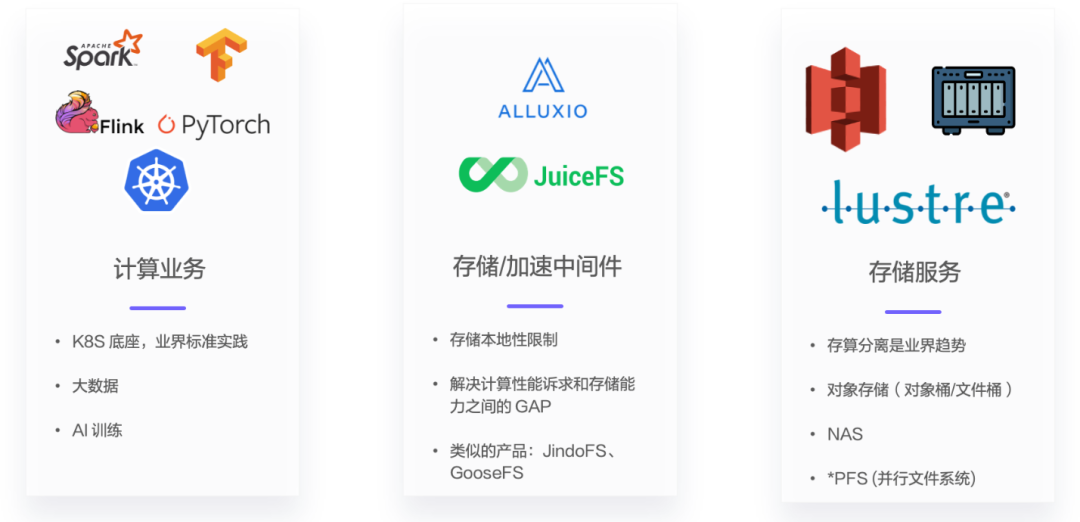 APACHE
Spark
Flink
PyTorch
计算业务
• K8S 底座，业界标准实践
• 大数据
• AI 训练
ALLUXIO
JuiceFS
存储/加速中间件
• 存储本地性限制
• 解决计算性能诉求和存储能
力之间的 GAP
• 类似的产品：JindoFS、
GooseFS
·l·u·s·t·r·e·®
存储服务
• 存算分离是业界趋势
• 对象存储（对象桶/文件桶）
• NAS
• *PFS (并行文件系统)